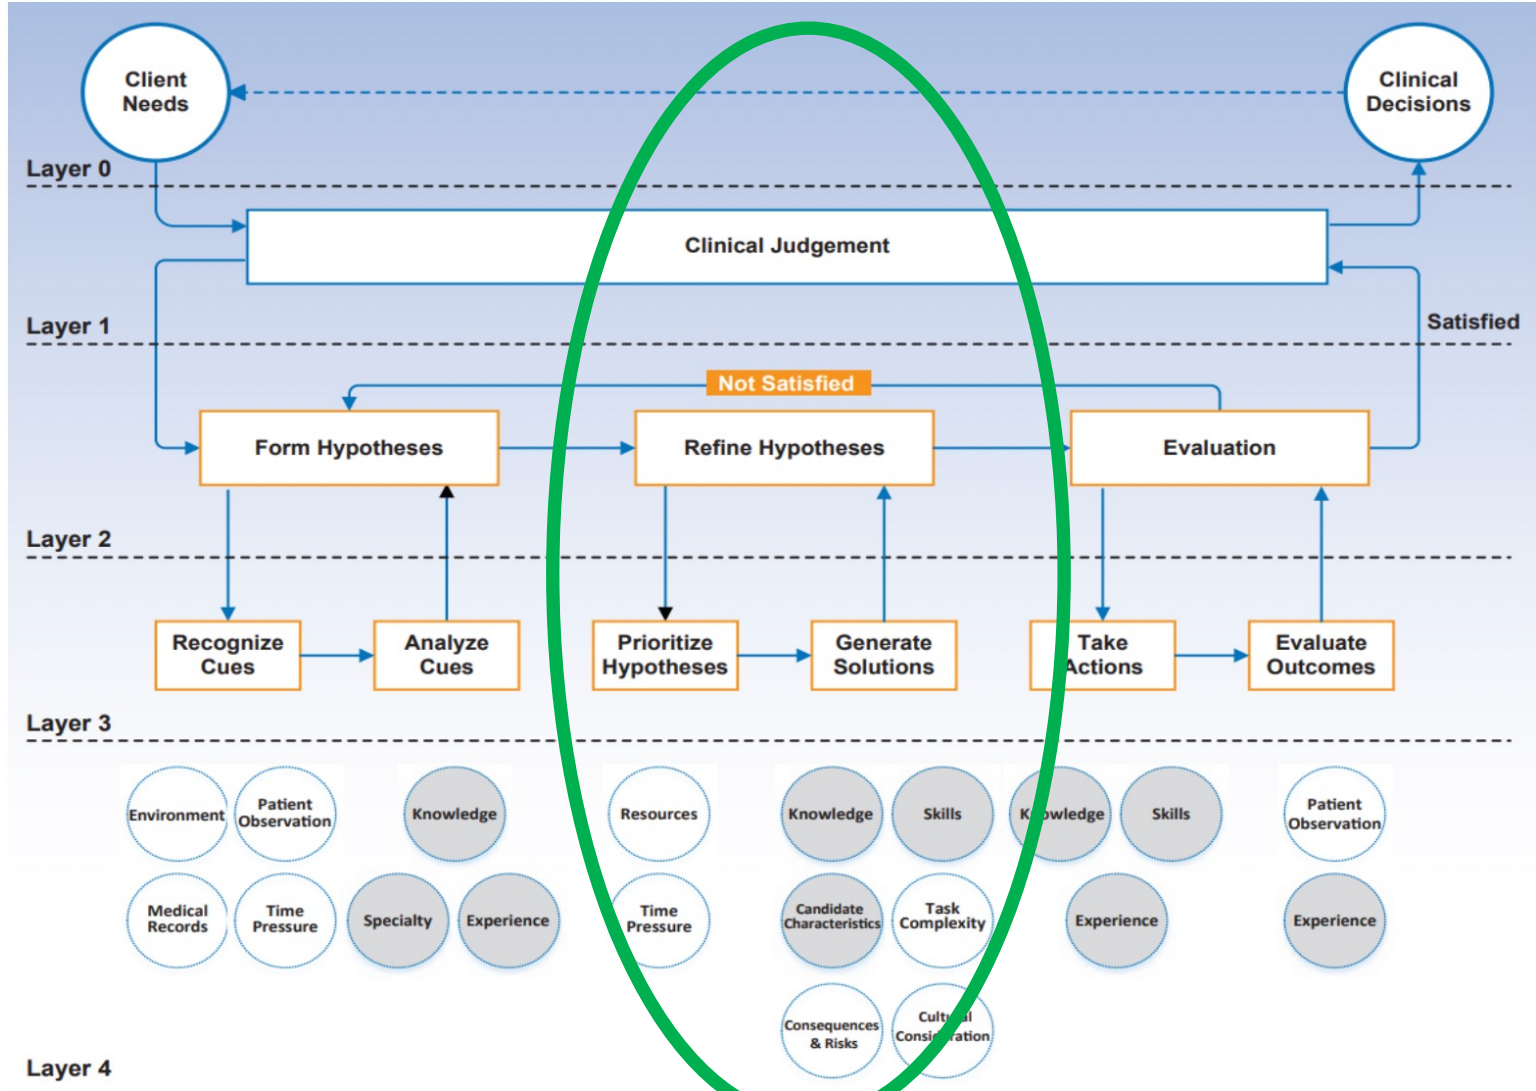 Client
Needs
Clinical
Decisions
Layer 0
Clinical Judgement
Layer 1
Satisfied
Not Satisfied
Form Hypotheses
Refine Hypotheses
Evaluation
Layer 2
Recognize
Cues
Analyze
Cues
Prioritize
Hypotheses
Generate
Solutions
Take
Actions
Evaluate
Outcomes
Layer 3
Environment
Patient
Observation
Knowledge
Resources
Knowledge
Skills
Knowledge
Skills
Patient
Observation
Medical
Records
Time
Pressure
Specialty
Experience
Time
Pressure
Candidate
Characteristics
Task
Complexity
Experience
Experience
Consequences
& Risks
Cultural
Consideration
Layer 4